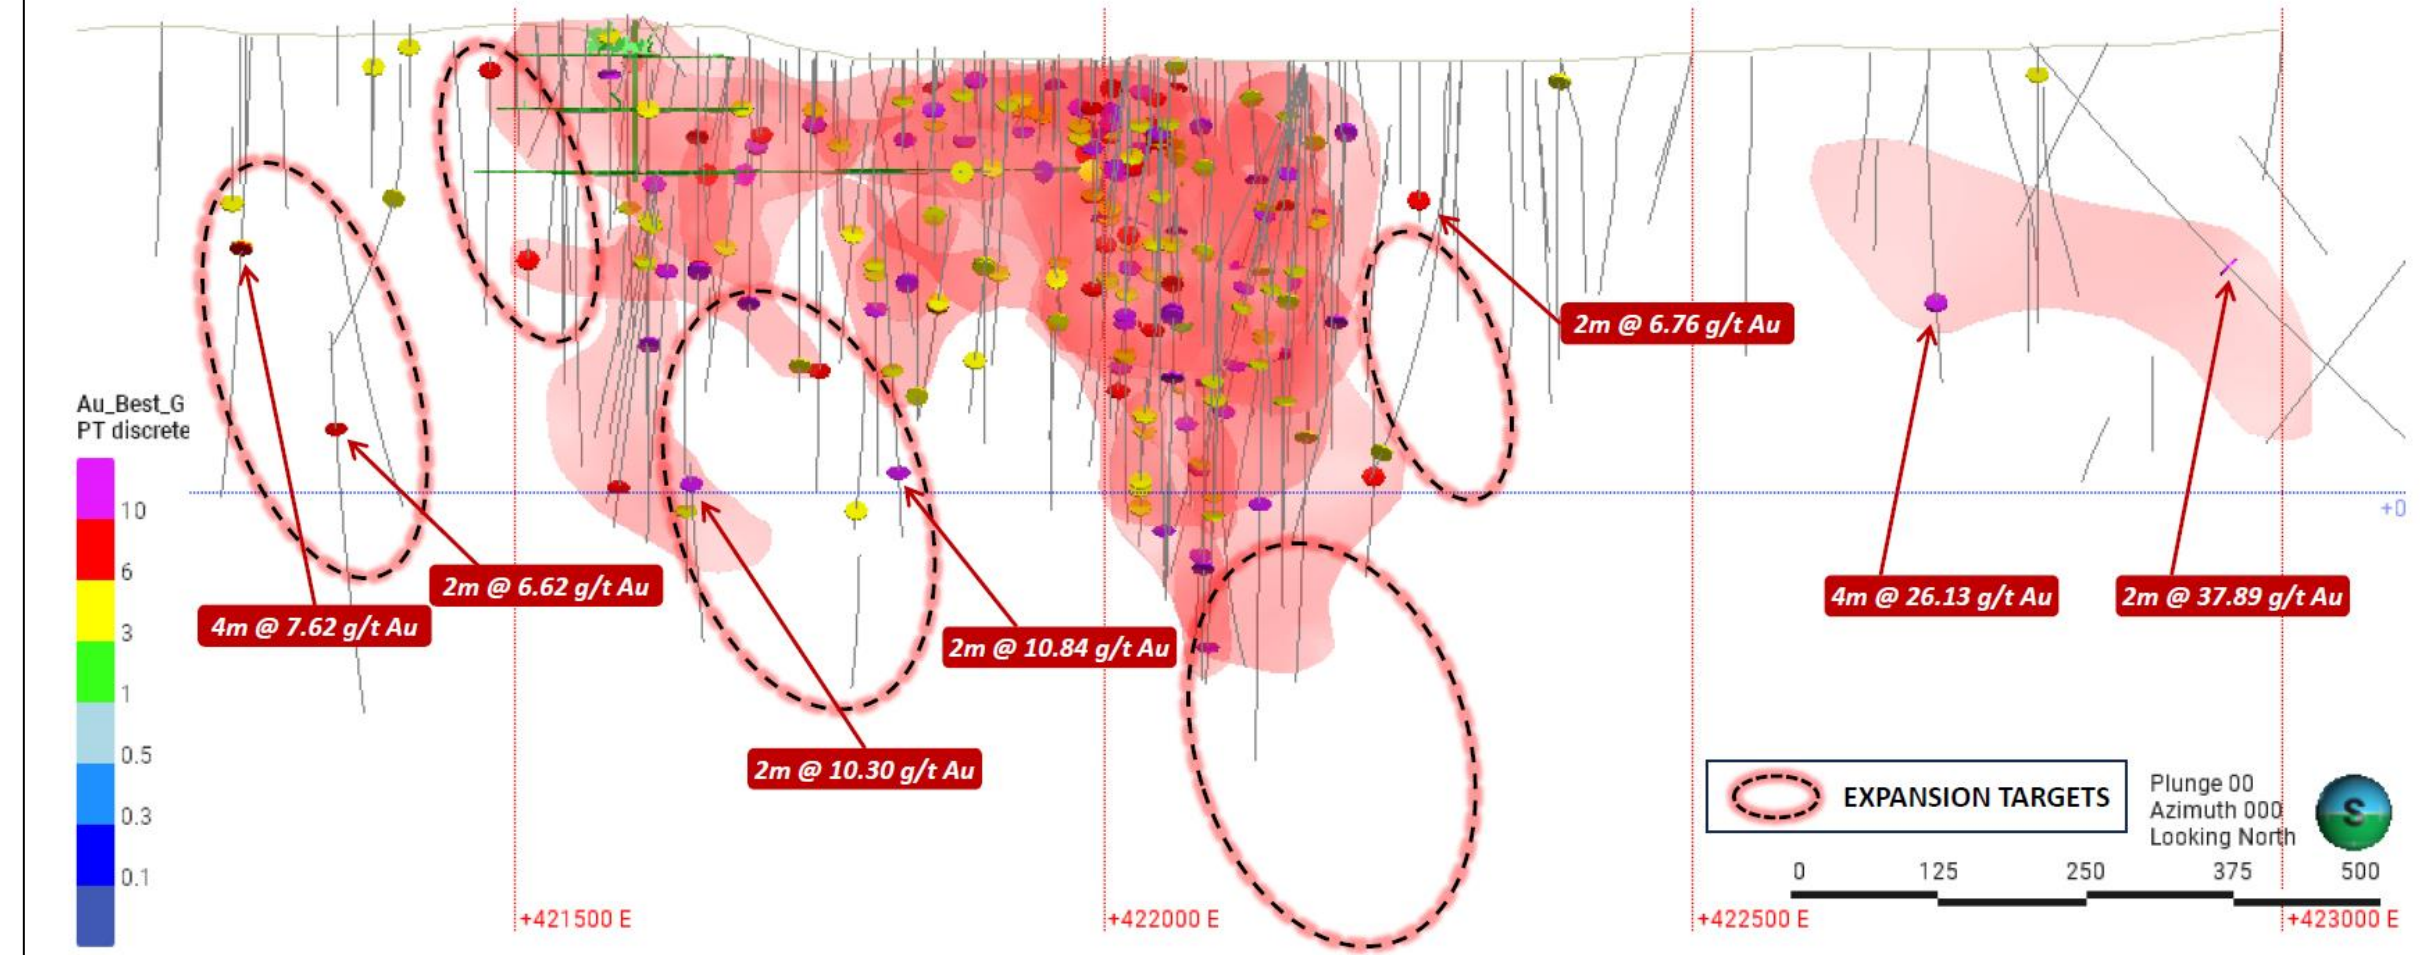 2m @ 6.76 g/t Au
Au_Best_G
PT discrete
10
6
3
1
0.5
0.3
0.1
+0
2m @ 6.62 g/t Au
4m @ 7.62 g/t Au
2m @ 10.84 g/t Au
2m @ 10.30 g/t Au
4m @ 26.13 g/t Au
2m @ 37.89 g/t Au
EXPANSION TARGETS
Plunge 00
Azimuth 000
Looking North
S
0 125 250 375 500
+421500 E
+422000 E
+422500 E
+423000 E